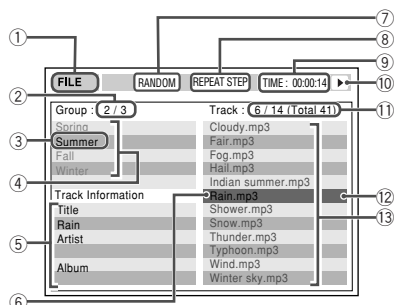 ⑦
① ⑧
⑨
FILE RANDOM REPEAT STEP TIME : 00:00:14 ⑩
②
Group : 2 / 3 Track : 6 / 14 (Total 41) ⑪
Spring Cloudy.mp3
③ Summer Fair.mp3
Fall Fog.mp3
Winter Hail.mp3
④ Indian summer.mp3
Track Information Rain.mp3 ⑫
Title Shower.mp3
Rain Snow.mp3 ⑬
⑤ Artist Thunder.mp3
Typhoon.mp3
Album Wind.mp3
Winter sky.mp3
⑥